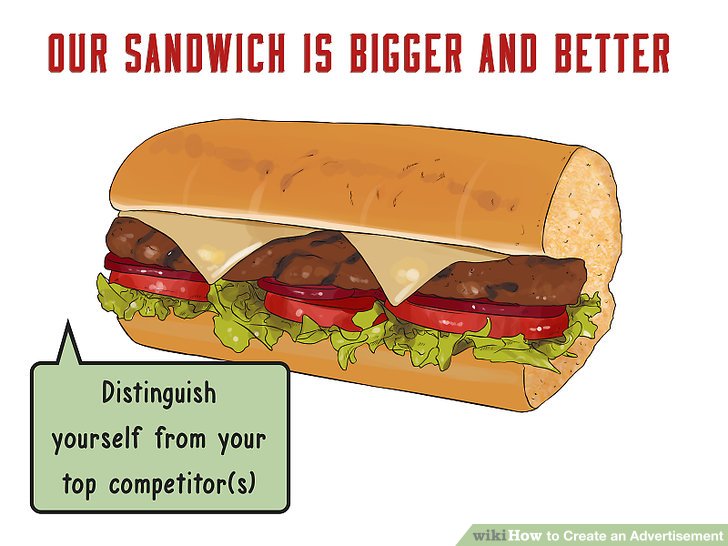 OUR SANDWICH IS BIGGER AND BETTER
Distinguish
yourself from your
top competitor(s)
wikiHow to Create an Advertisement